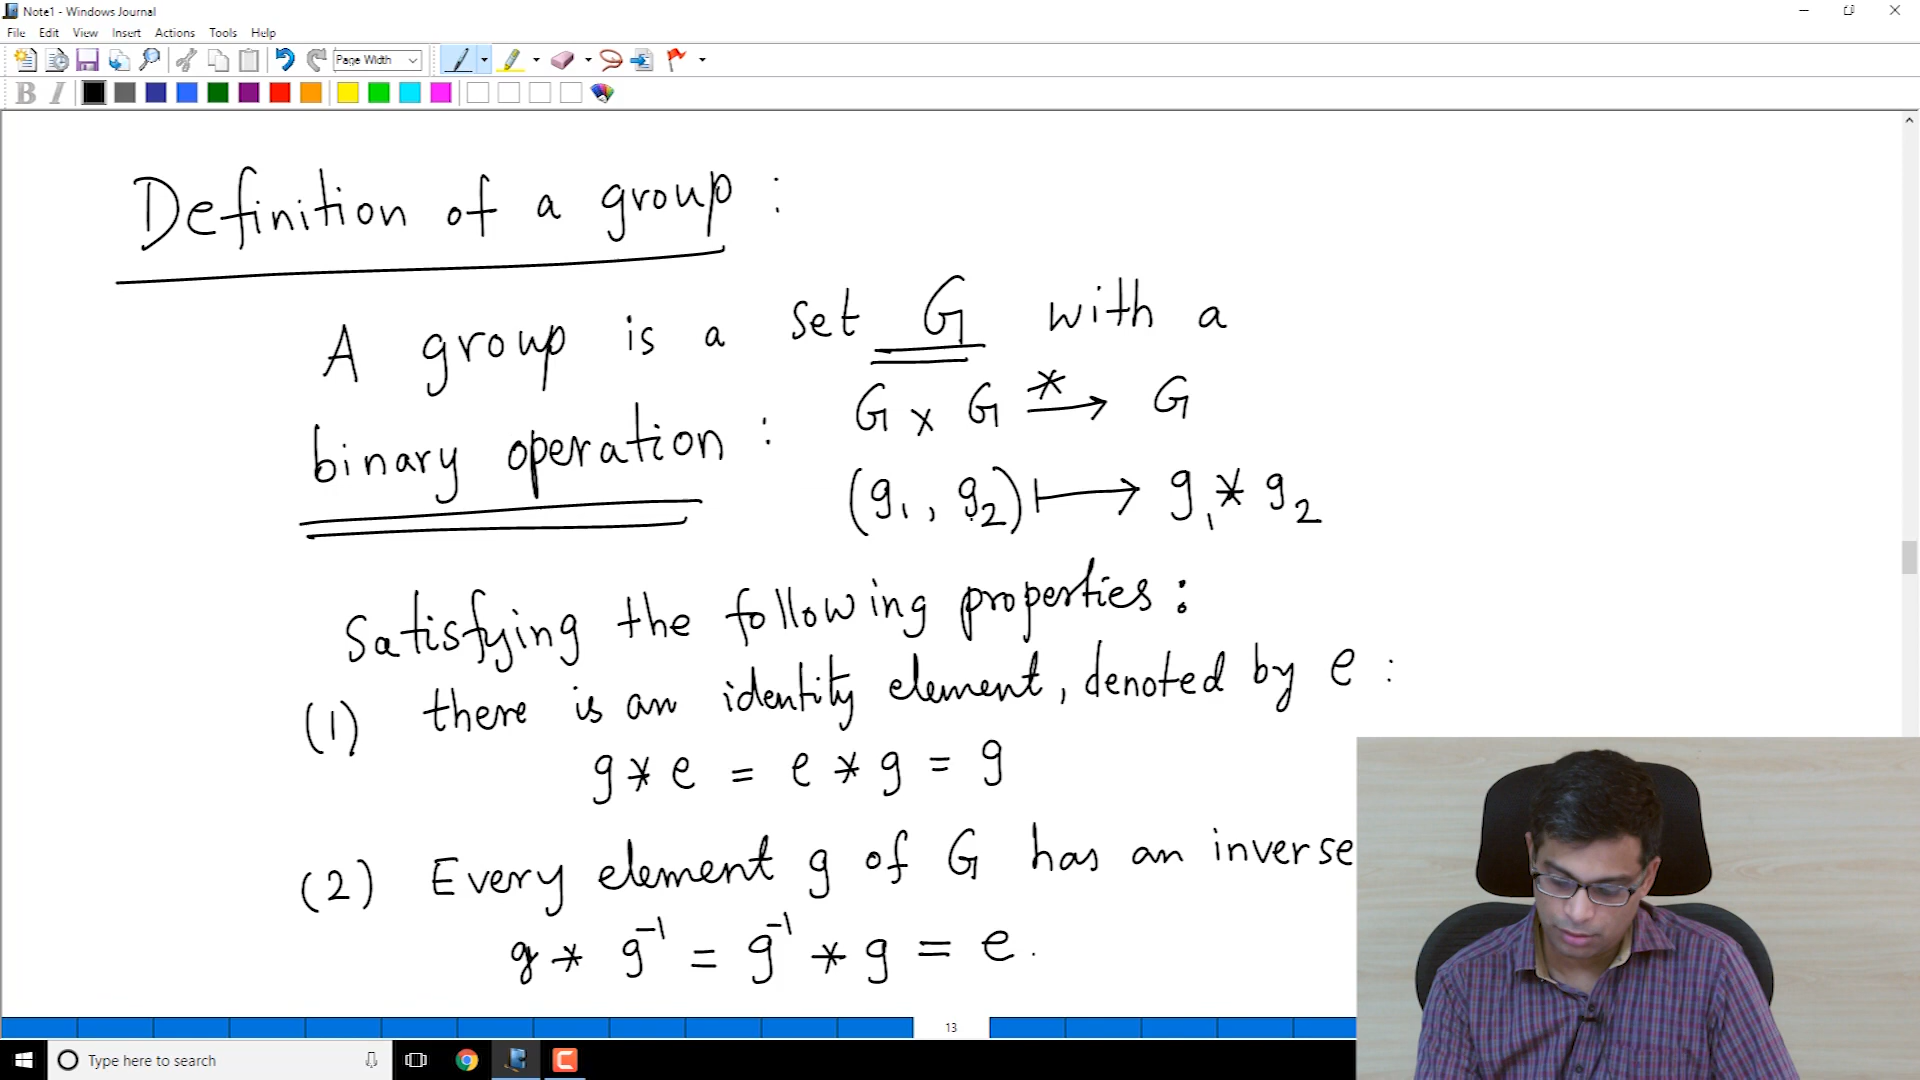 Note1 - Windows Journal
File Edit View Insert Actions Tools Help
Page Width
B I
Definition of a group :
A group is a set G with a
binary operation : G × G *⟶ G
(g₁, g₂) ⟼ g₁ * g₂
Satisfying the following properties :
(1) there is an identity element, denoted by e :
g * e = e * g = g
(2) Every element g of G has an inverse
g * g⁻¹ = g⁻¹ * g = e.
13
Type here to search